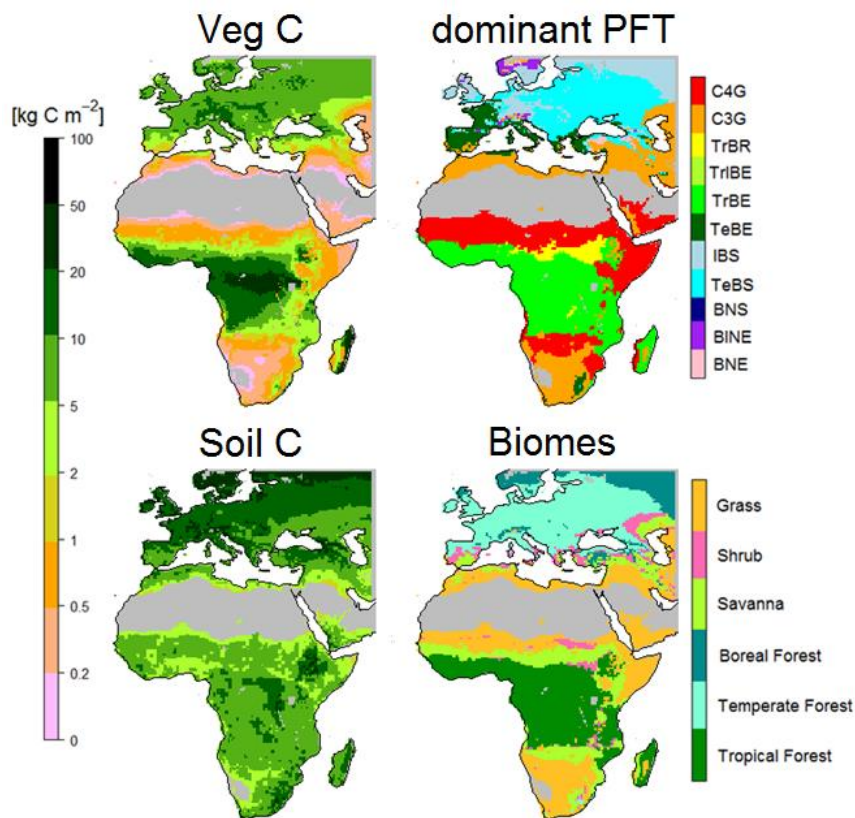 Veg C
dominant PFT
[kg C m⁻²]
100
50
20
10
5
2
1
0.5
0.2
0
C4G
C3G
TrBR
TrIBE
TrBE
TeBE
IBS
TeBS
BNS
BINE
BNE
Soil C
Biomes
Grass
Shrub
Savanna
Boreal Forest
Temperate Forest
Tropical Forest